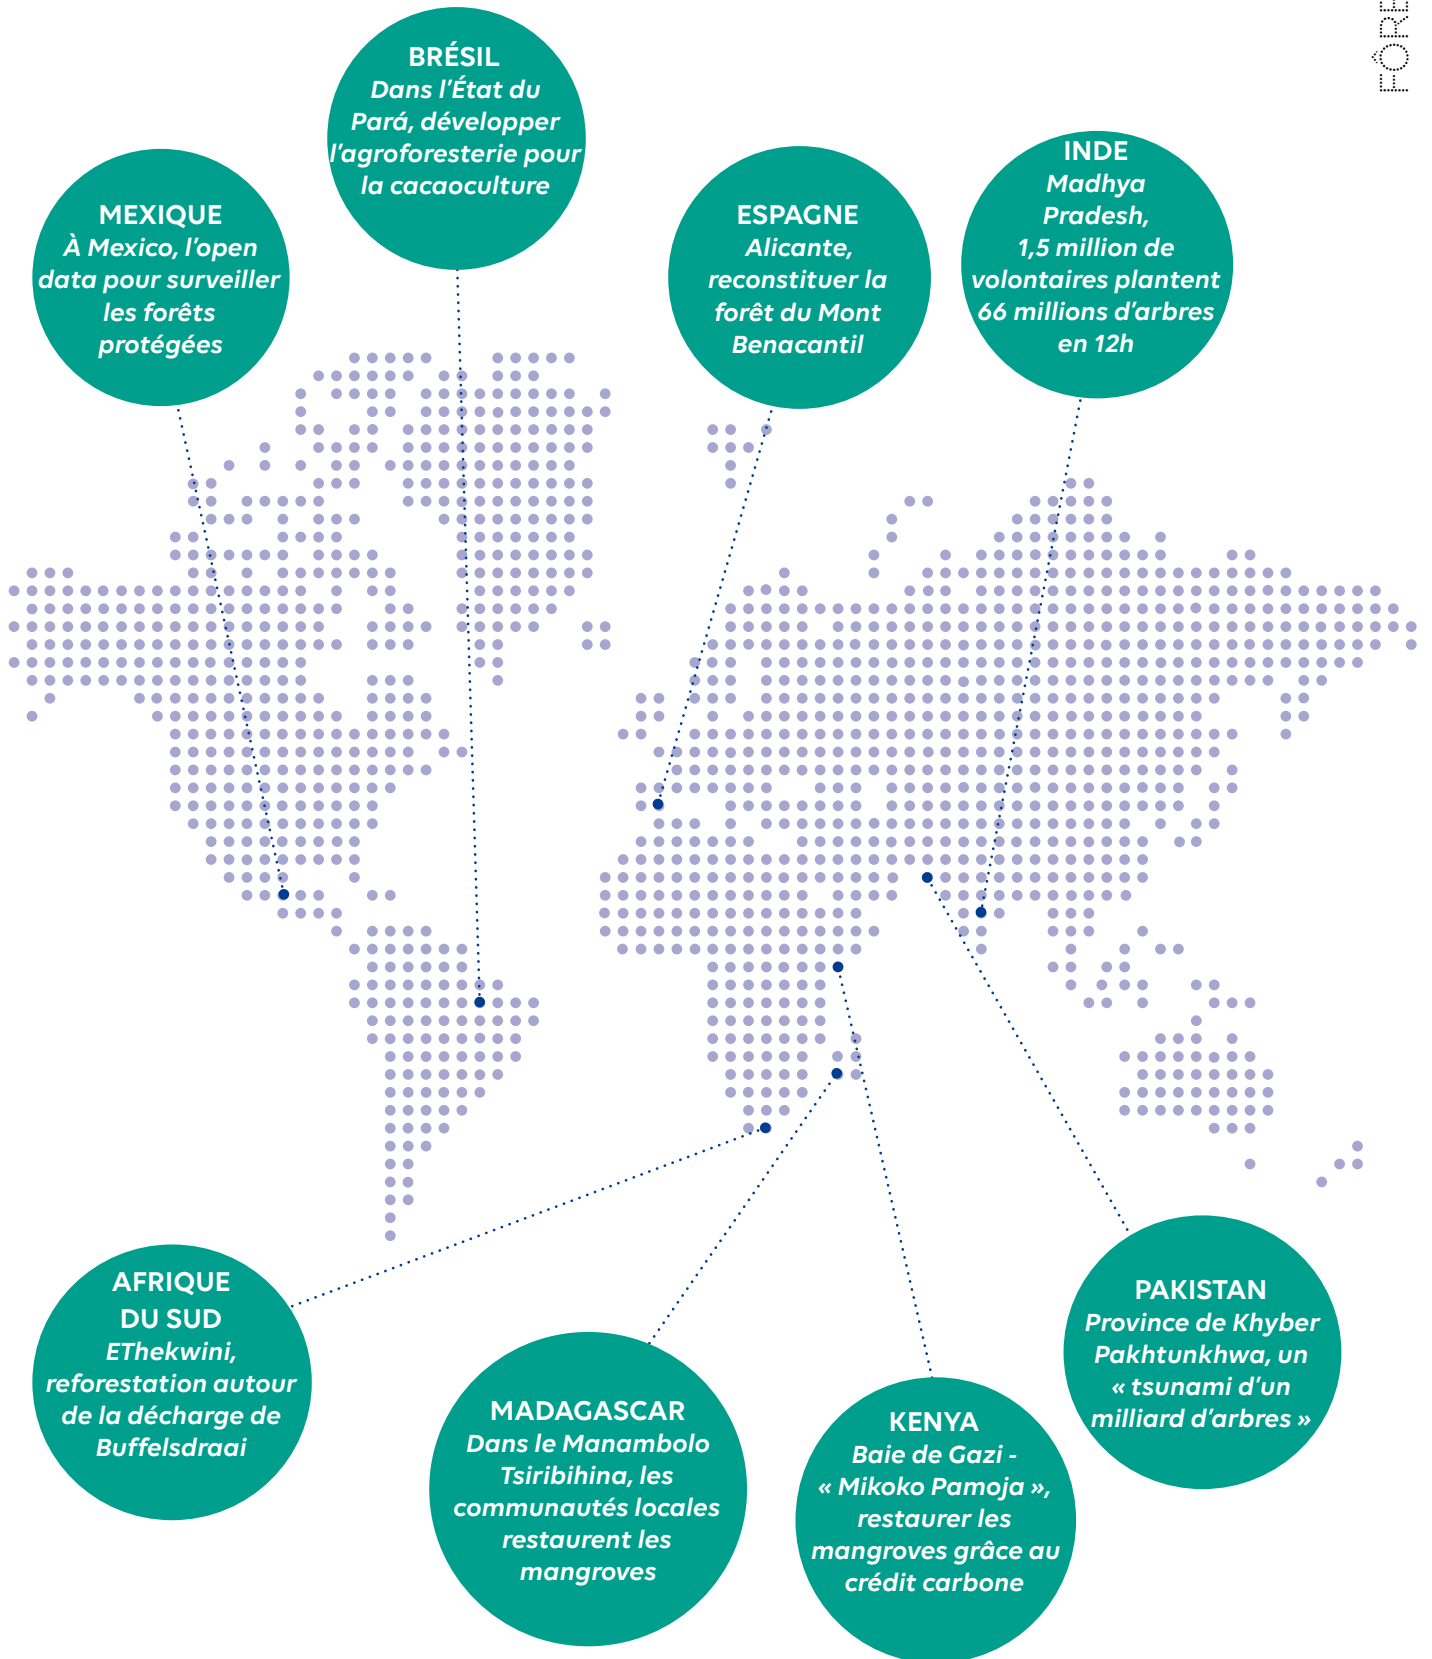 FÔRE
BRÉSIL
Dans l'État du
Pará, développer
l'agroforesterie pour
la cacaoculture
MEXIQUE
À Mexico, l'open
data pour surveiller
les forêts
protégées
ESPAGNE
Alicante,
reconstituer la
forêt du Mont
Benacantil
INDE
Madhya
Pradesh,
1,5 million de
volontaires plantent
66 millions d'arbres
en 12h
AFRIQUE
DU SUD
EThekwini,
reforestation autour
de la décharge de
Buffelsdraai
MADAGASCAR
Dans le Manambolo
Tsiribihina, les
communautés locales
restaurent les
mangroves
KENYA
Baie de Gazi -
« Mikoko Pamoja »,
restaurer les
mangroves grâce au
crédit carbone
PAKISTAN
Province de Khyber
Pakhtunkhwa, un
« tsunami d'un
milliard d'arbres »